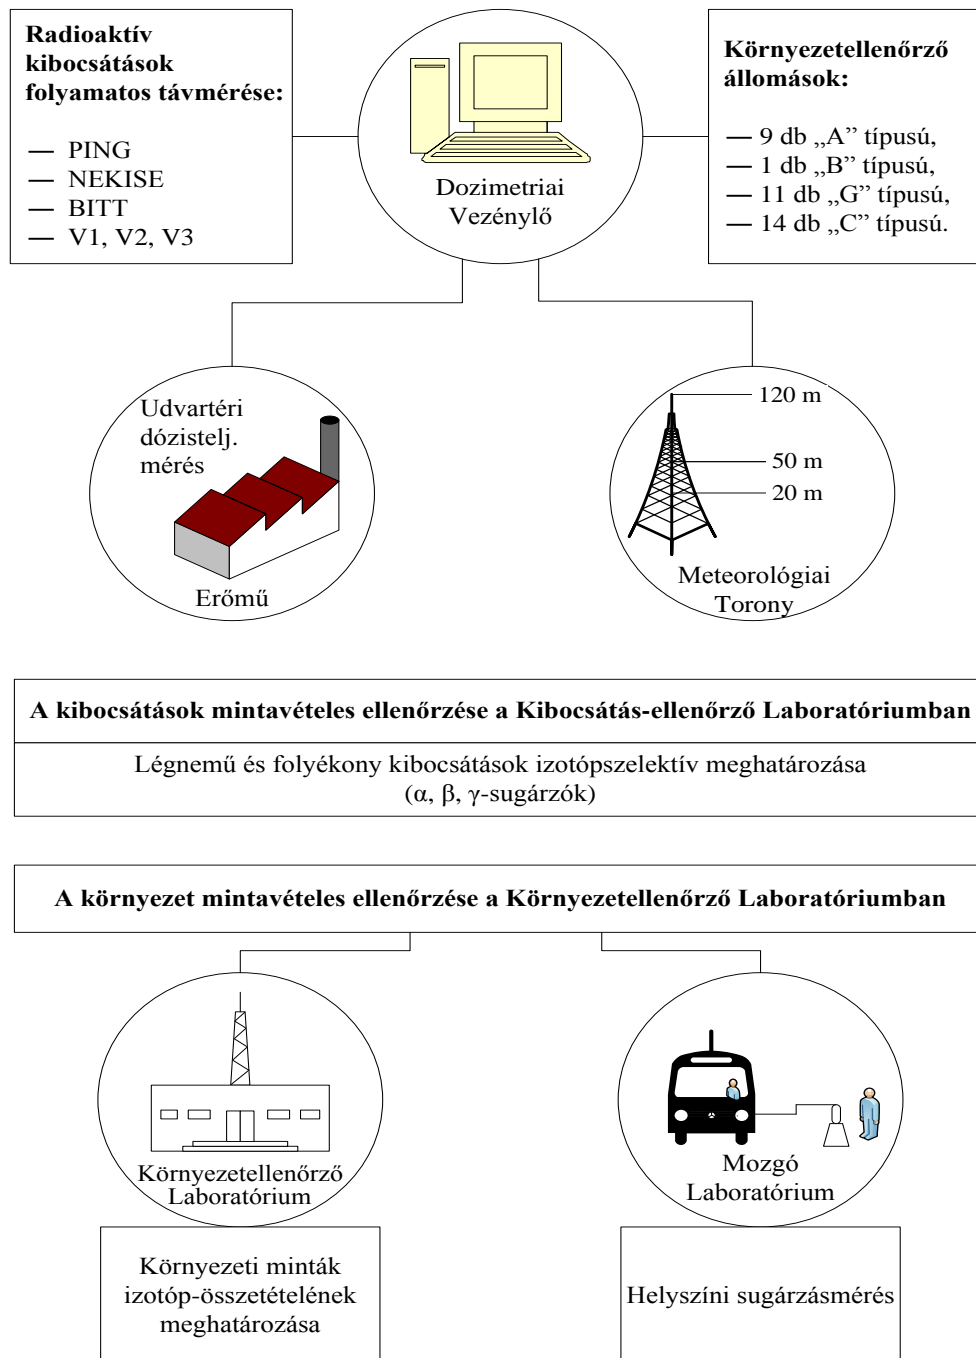 Radioaktív
kibocsátások
folyamatos távmérése:
— PING
— NEKISE
— BITT
— V1, V2, V3
Dozimetriai
Vezénylő
Környezetellenőrző
állomások:
— 9 db „A” típusú,
— 1 db „B” típusú,
— 11 db „G” típusú,
— 14 db „C” típusú.
Udvartéri
dózistelj.
mérés
Erőmű
120 m
50 m
20 m
Meteorológiai
Torony
A kibocsátások mintavételes ellenőrzése a Kibocsátás-ellenőrző Laboratóriumban
Légnemű és folyékony kibocsátások izotópszelektív meghatározása
(α, β, γ-sugárzók)
A környezet mintavételes ellenőrzése a Környezetellenőrző Laboratóriumban
Környezetellenőrző
Laboratórium
Környezeti minták
izotóp-összetételének
meghatározása
Mozgó
Laboratórium
Helyszíni sugárzásmérés